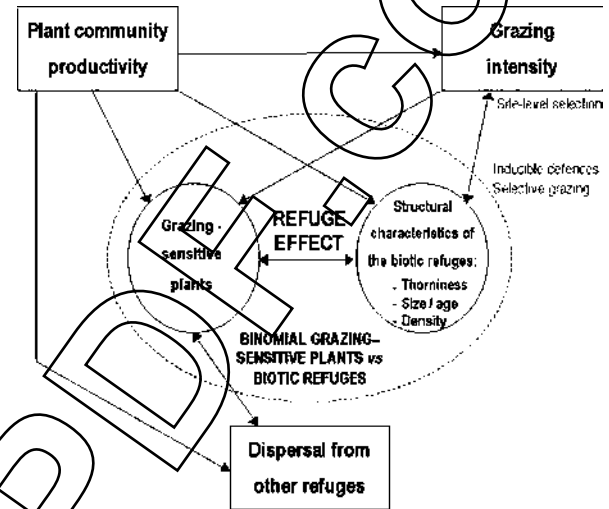 Plant community
productivity
Grazing
intensity
Site-level selection
Inducible defences
Selective grazing
Grazing -
sensitive
plants
REFUGE
EFFECT
Structural
characteristics of
the biotic refuges:
- Thorniness
- Size / age
- Density
BINOMIAL GRAZING–
SENSITIVE PLANTS vs
BIOTIC REFUGES
Dispersal from
other refuges